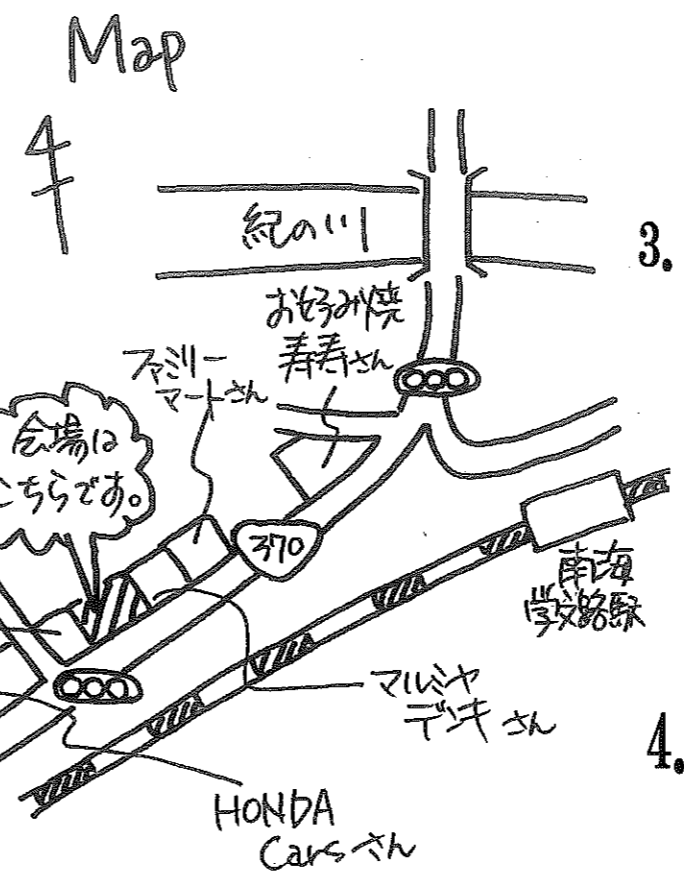 Map
4
紀の川
3.
お好み焼
寿寿さん
ファミリー
マートさん
会場は
こちらです。
370
南海
学文路駅
マルミヤ
デンキさん
4.
HONDA
Carsさん